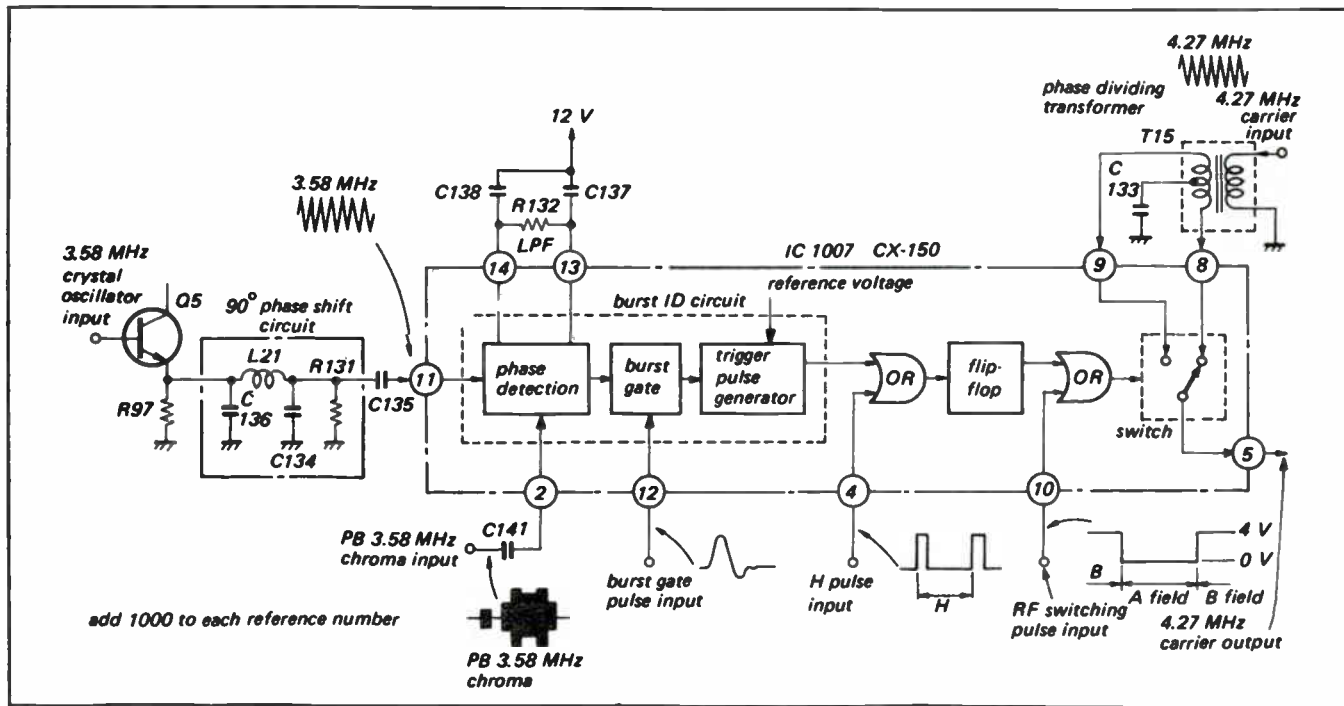 4.27 MHz
phase dividing
transformer
4.27 MHz
carrier
input
T15
C
133
12 V
C138
C137
R132
LPF
3.58 MHz
3.58 MHz
crystal
oscillator
input
Q5
90° phase shift
circuit
L21
R131
C
136
C134
R97
C135
11
14
13
IC 1007 CX-150
reference voltage
burst ID circuit
9
8
phase
detection
burst
gate
trigger
pulse
generator
OR
flip-
flop
OR
switch
5
2
12
4
10
PB 3.58 MHz
chroma input
C141
burst gate
pulse input
H pulse
input
H
RF switching
pulse input
4 V
0 V
B
A field
B field
4.27 MHz
carrier output
add 1000 to each reference number
PB 3.58 MHz
chroma